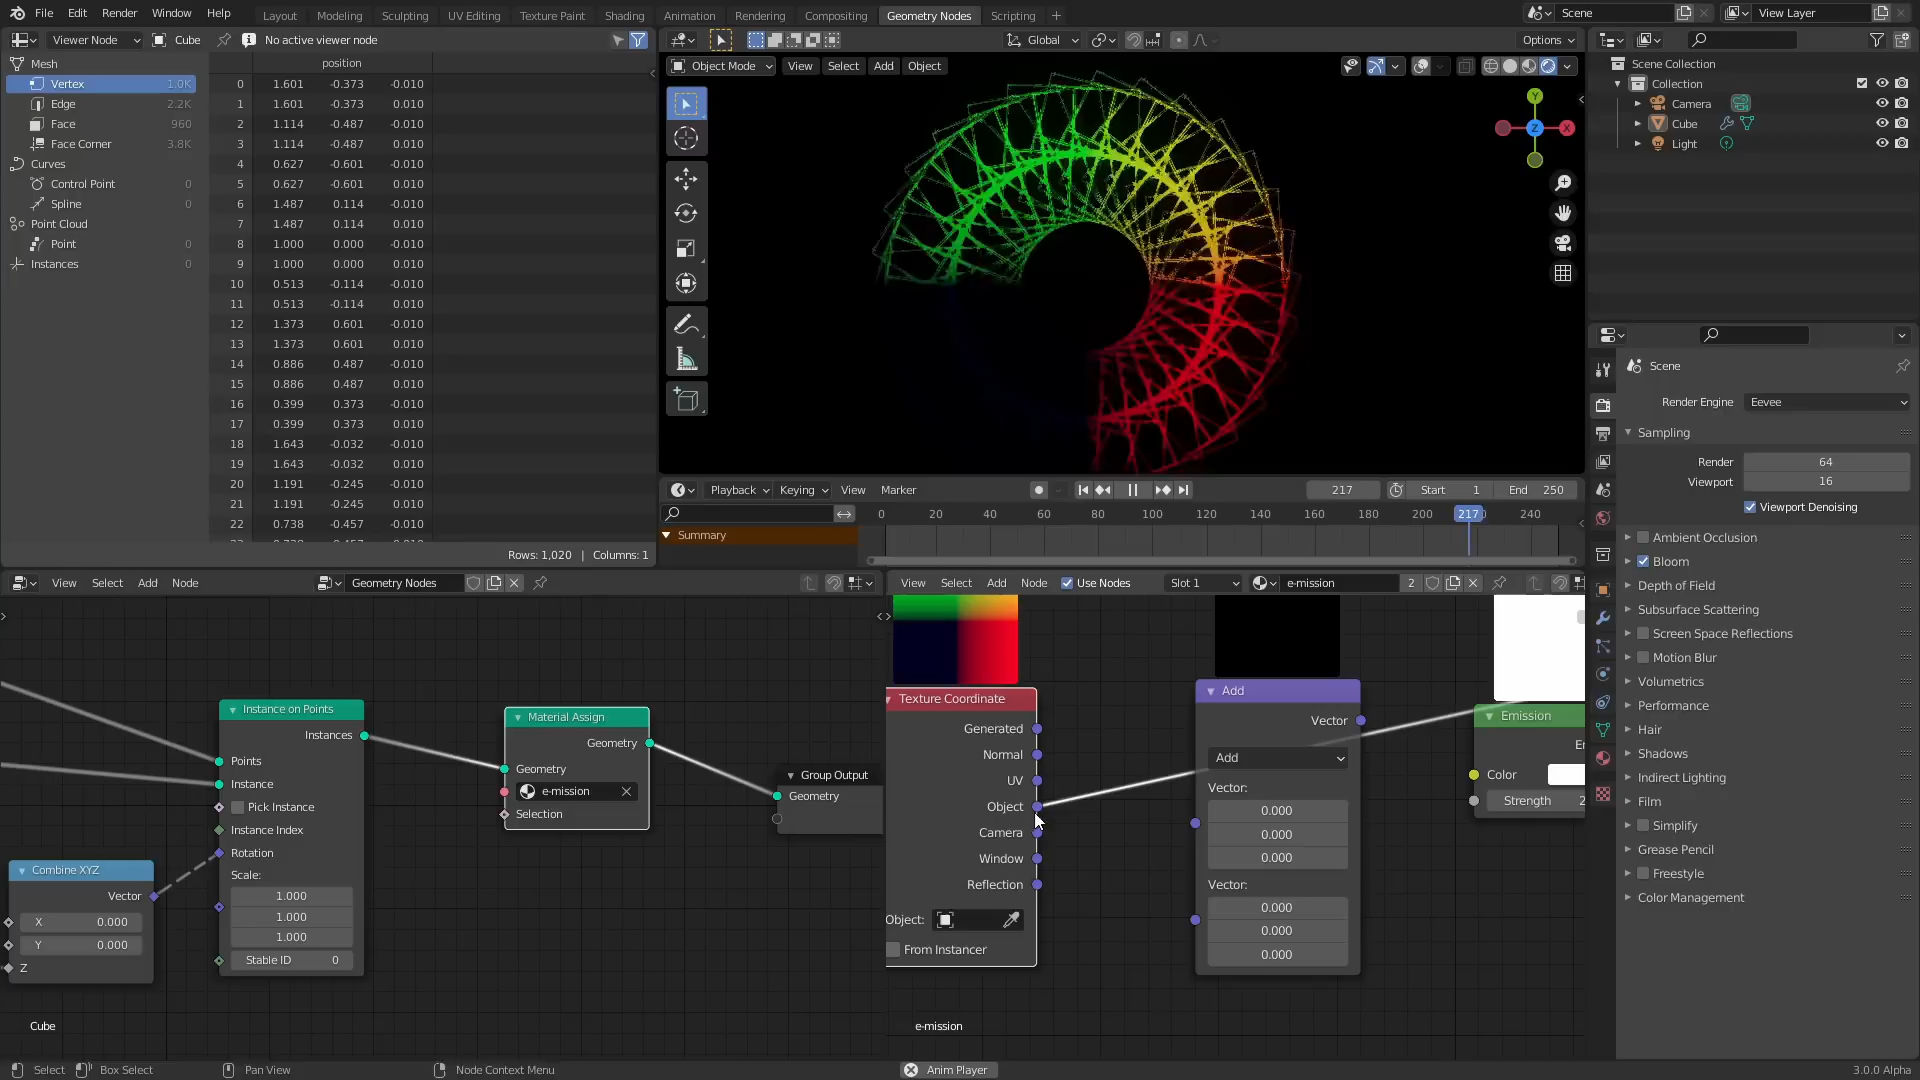 File Edit Render Window Help Layout Modeling Sculpting UV Editing Texture Paint Shading Animation Rendering Compositing Geometry Nodes Scripting + Scene View Layer
Viewer Node Cube No active viewer node
Mesh
Vertex 1.0K
Edge 2.2K
Face 960
Face Corner 3.8K
Curves
Control Point 0
Spline 0
Point Cloud
Point 0
Instances 0
position
0 1.601 -0.373 -0.010
1 1.601 -0.373 0.010
2 1.114 -0.487 -0.010
3 1.114 -0.487 0.010
4 0.627 -0.601 -0.010
5 0.627 -0.601 0.010
6 1.487 0.114 -0.010
7 1.487 0.114 0.010
8 1.000 0.000 -0.010
9 1.000 0.000 0.010
10 0.513 -0.114 -0.010
11 0.513 -0.114 0.010
12 1.373 0.601 -0.010
13 1.373 0.601 0.010
14 0.886 0.487 -0.010
15 0.886 0.487 0.010
16 0.399 0.373 -0.010
17 0.399 0.373 0.010
18 1.643 -0.032 -0.010
19 1.643 -0.032 0.010
20 1.191 -0.245 -0.010
21 1.191 -0.245 0.010
22 0.738 -0.457 -0.010
Rows: 1,020 | Columns: 1
Global Options
Object Mode View Select Add Object
Y
Z
X
Playback Keying View Marker 217 Start 1 End 250
0 20 40 60 80 100 120 140 160 180 200 217 240
Summary
Scene Collection
Collection
Camera
Cube
Light
Scene
Render Engine Eevee
Sampling
Render 64
Viewport 16
Viewport Denoising
Ambient Occlusion
Bloom
Depth of Field
Subsurface Scattering
Screen Space Reflections
Motion Blur
Volumetrics
Performance
Hair
Shadows
Indirect Lighting
Film
Simplify
Grease Pencil
Freestyle
Color Management
View Select Add Node Geometry Nodes
Instance on Points
Instances
Points
Instance
Pick Instance
Instance Index
Rotation
Scale:
1.000
1.000
1.000
Stable ID 0
Combine XYZ
Vector
X 0.000
Y 0.000
Z
Material Assign
Geometry
Geometry
e-mission
Selection
Group Output
Geometry
Cube
View Select Add Node Use Nodes Slot 1 e-mission 2
Texture Coordinate
Generated
Normal
UV
Object
Camera
Window
Reflection
Object:
From Instancer
Add
Vector
Add
Vector:
0.000
0.000
0.000
Vector:
0.000
0.000
0.000
Emission
Color
Strength
e-mission
Select Box Select Pan View Node Context Menu Anim Player 3.0.0 Alpha